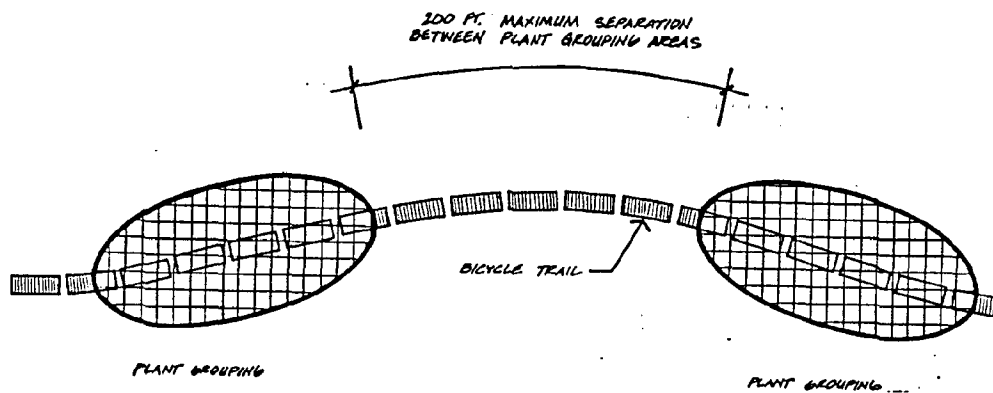 200 FT. MAXIMUM SEPARATION
BETWEEN PLANT GROUPING AREAS
BICYCLE TRAIL
PLANT GROUPING
PLANT GROUPING